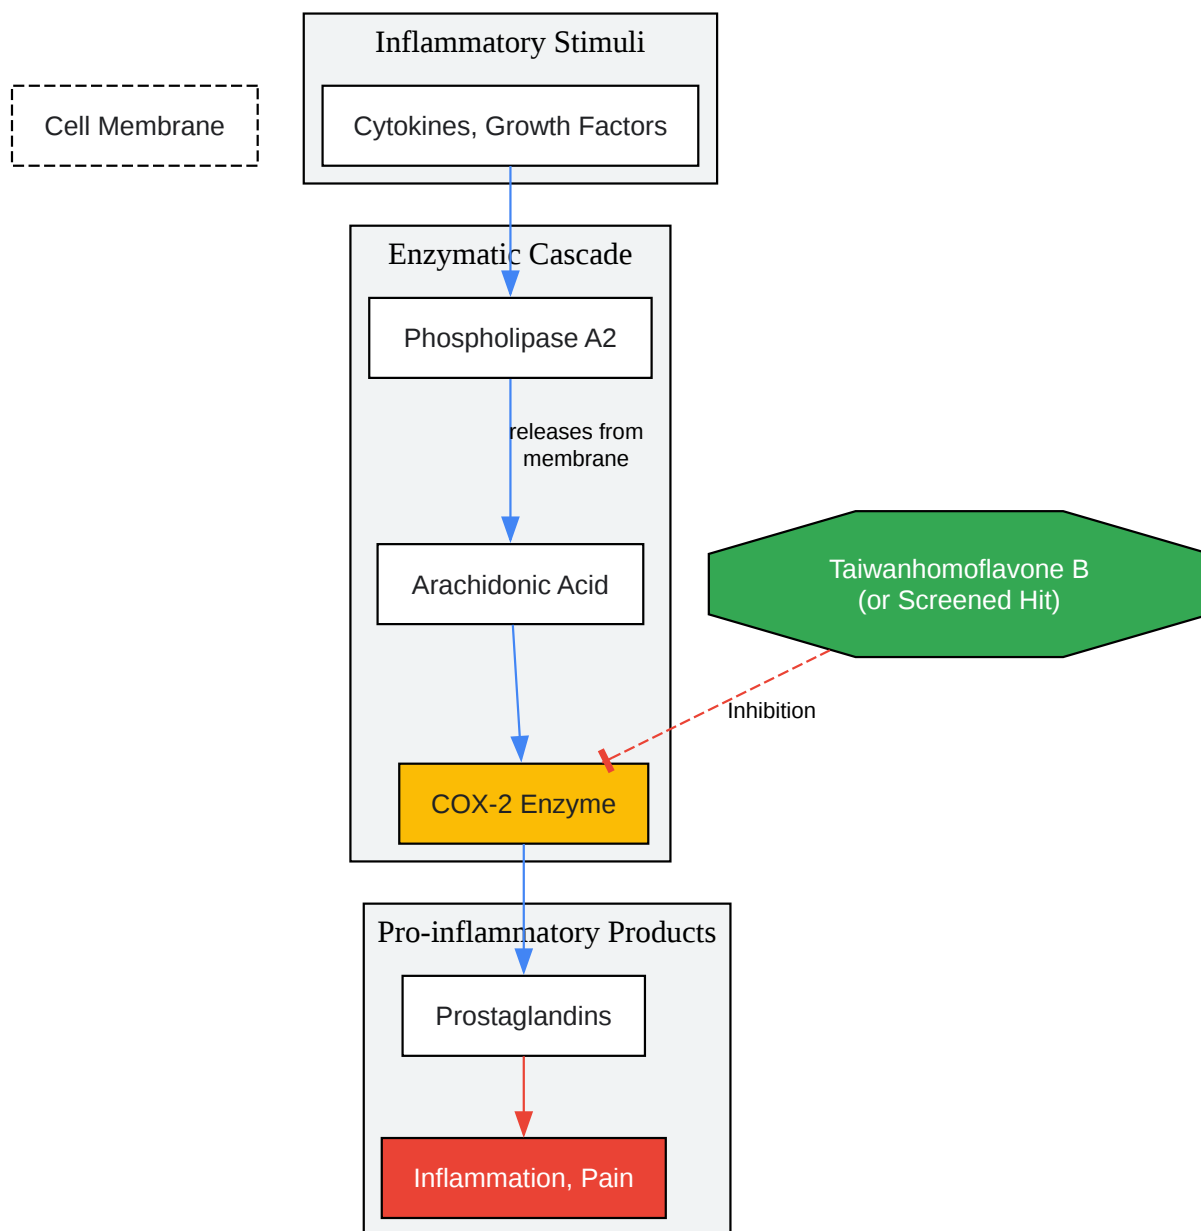 Inflammatory Stimuli
Cell Membrane
Cytokines, Growth Factors
Enzymatic Cascade
Phospholipase A2
releases from
membrane
Arachidonic Acid
Taiwanhomoflavone B
(or Screened Hit)
Inhibition
COX-2 Enzyme
Pro-inflammatory Products
Prostaglandins
Inflammation, Pain